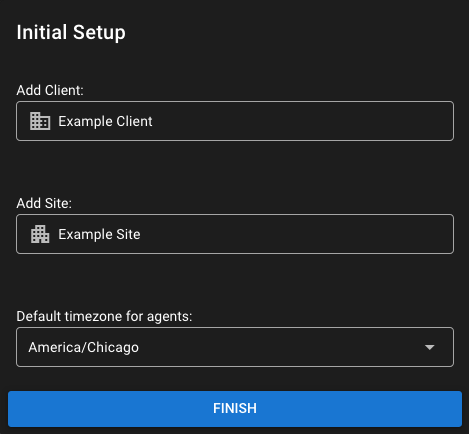 Initial Setup
Add Client:
Example Client
Add Site:
Example Site
Default timezone for agents:
America/Chicago
FINISH